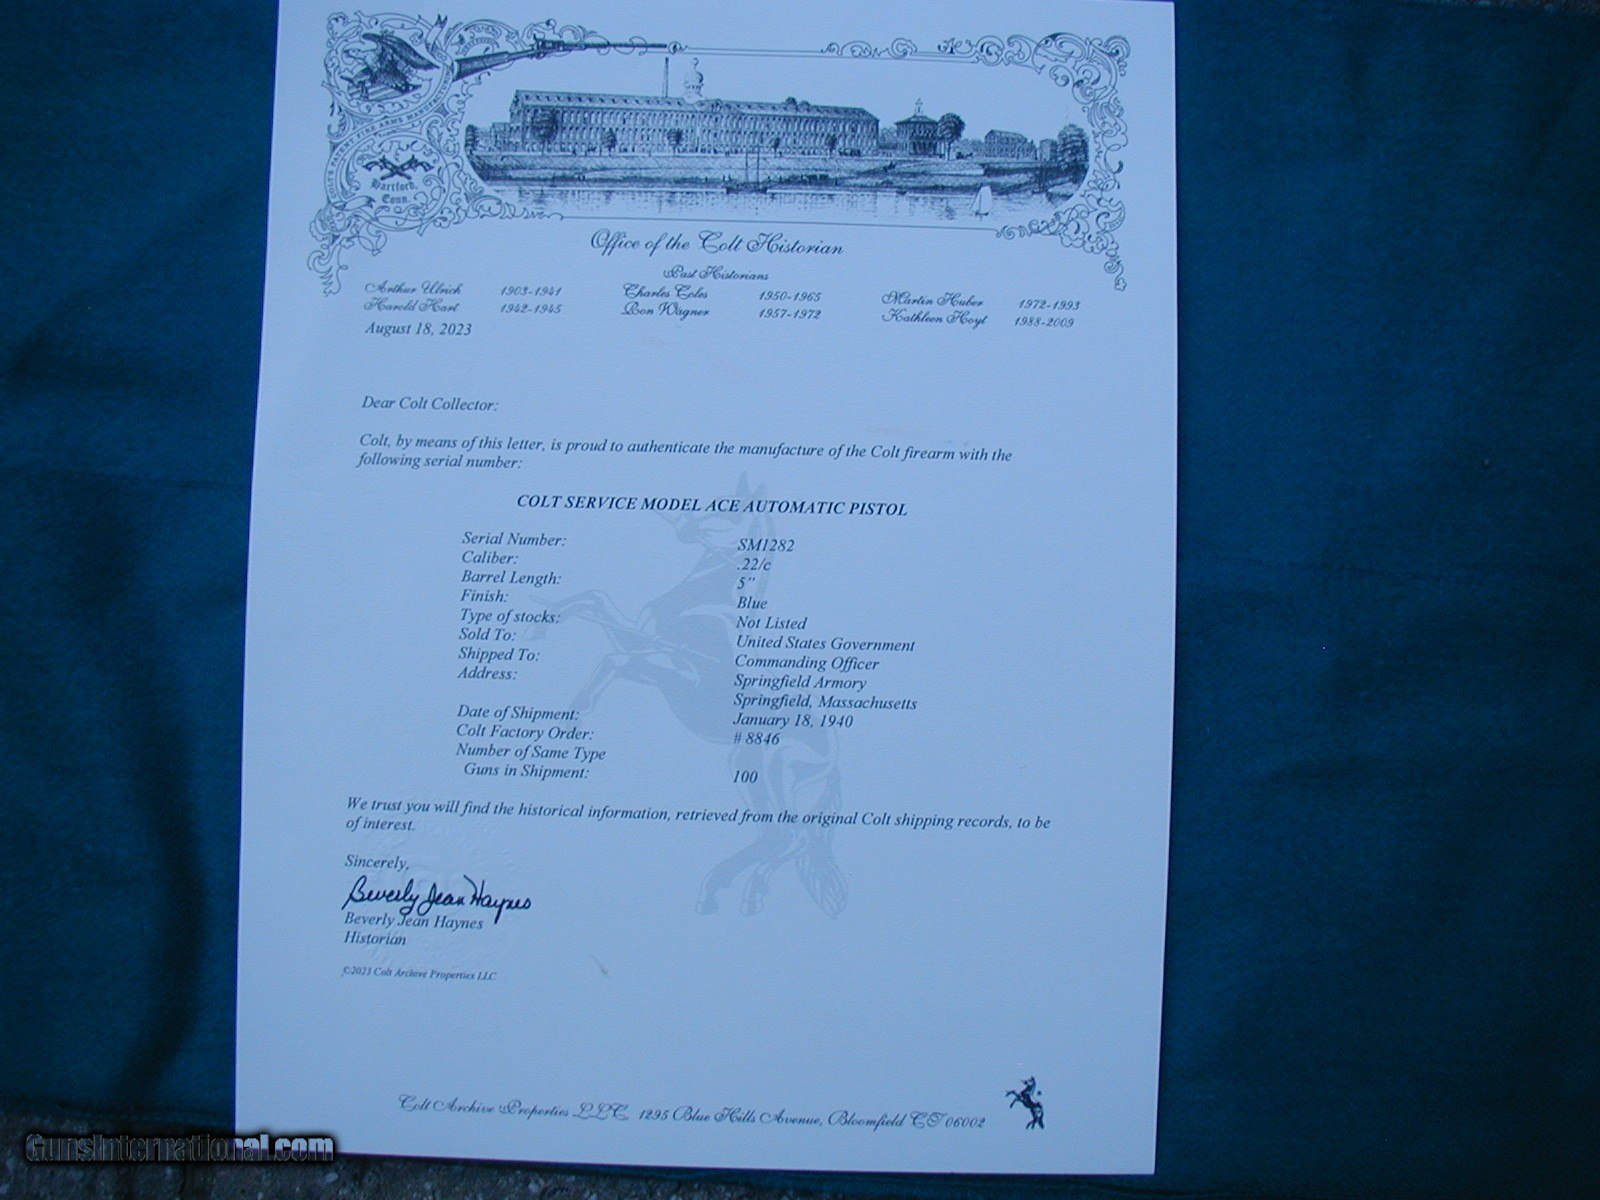 COLT'S PATENT FIRE ARMS MANUFACTURING
Hartford,
Conn.
Office of the Colt Historian
Past Historians
Arthur Ulrich 1903-1941 Charles Coles 1950-1965 Martin Huber 1972-1993
Harold Hart 1942-1945 Ron Wagner 1957-1972 Kathleen Hoyt 1988-2009
August 18, 2023
Dear Colt Collector:
Colt, by means of this letter, is proud to authenticate the manufacture of the Colt firearm with the
following serial number:
COLT SERVICE MODEL ACE AUTOMATIC PISTOL
Serial Number: SM1282
Caliber: .22/c
Barrel Length: 5"
Finish: Blue
Type of stocks: Not Listed
Sold To: United States Government
Shipped To: Commanding Officer
Address: Springfield Armory
Springfield, Massachusetts
Date of Shipment: January 18, 1940
Colt Factory Order: # 8846
Number of Same Type
Guns in Shipment: 100
We trust you will find the historical information, retrieved from the original Colt shipping records, to be
of interest.
Sincerely,
Beverly Jean Haynes
Beverly Jean Haynes
Historian
©2023 Colt Archive Properties LLC
Colt Archive Properties LLC 1295 Blue Hills Avenue, Bloomfield CT 06002
GunsInternational.com